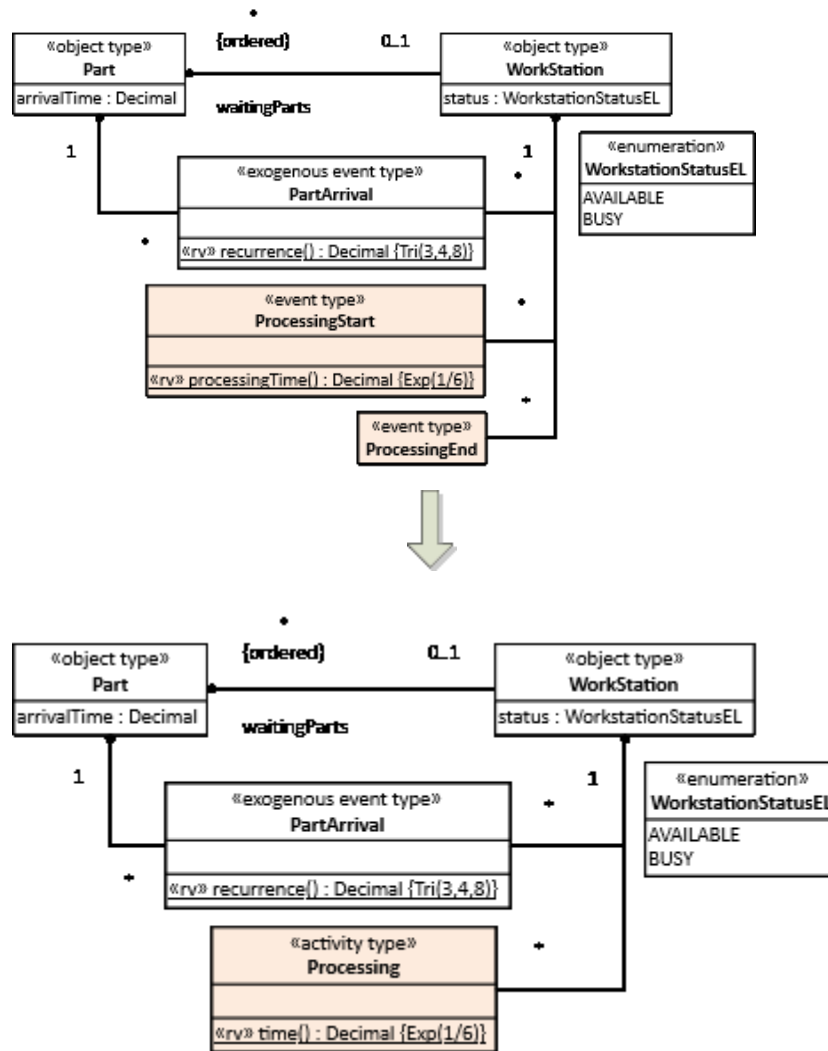 *
{ordered}
0..1
waitingParts
«object type»
Part
arrivalTime : Decimal
«object type»
WorkStation
status : WorkstationStatusEL
1
1
«enumeration»
WorkstationStatusEL
AVAILABLE
BUSY
«exogenous event type»
PartArrival
«rv» recurrence() : Decimal {Tri(3,4,8)}
*
*
«event type»
ProcessingStart
«rv» processingTime() : Decimal {Exp(1/6)}
*
«event type»
ProcessingEnd
*
*
{ordered}
0..1
waitingParts
«object type»
Part
arrivalTime : Decimal
«object type»
WorkStation
status : WorkstationStatusEL
1
1
«enumeration»
WorkstationStatusEL
AVAILABLE
BUSY
«exogenous event type»
PartArrival
«rv» recurrence() : Decimal {Tri(3,4,8)}
*
*
«activity type»
Processing
«rv» time() : Decimal {Exp(1/6)}
*